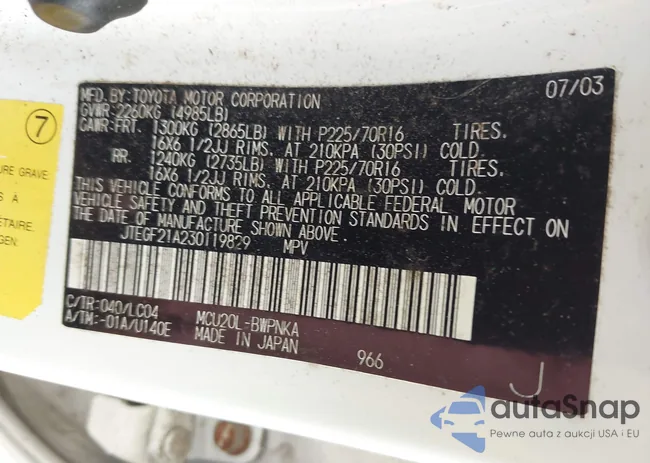 07/03
MFD. BY: TOYOTA MOTOR CORPORATION
GVWR-2260KG (4985LB)
GAWR:FRT. 1300KG (2865LB) WITH P225/70R16 TIRES.
16X6 1/2JJ RIMS, AT 210KPA (30PSI) COLD.
RR. 1240KG (2735LB) WITH P225/70R16 TIRES.
16X6 1/2JJ RIMS, AT 210KPA (30PSI) COLD.
THIS VEHICLE CONFORMS TO ALL APPLICABLE FEDERAL MOTOR
VEHICLE SAFETY AND THEFT PREVENTION STANDARDS IN EFFECT ON
THE DATE OF MANUFACTURE SHOWN ABOVE.
JTEGF21A230119829 MPV
C/TR:040/LC04 MCU20L-BWPNKA
A/TM:-01A/U140E MADE IN JAPAN 966
J
7
URE GRAVE
S À
ÉTAIRE
GEN.
autoSnap
Pewne auta z aukcji USA i EU